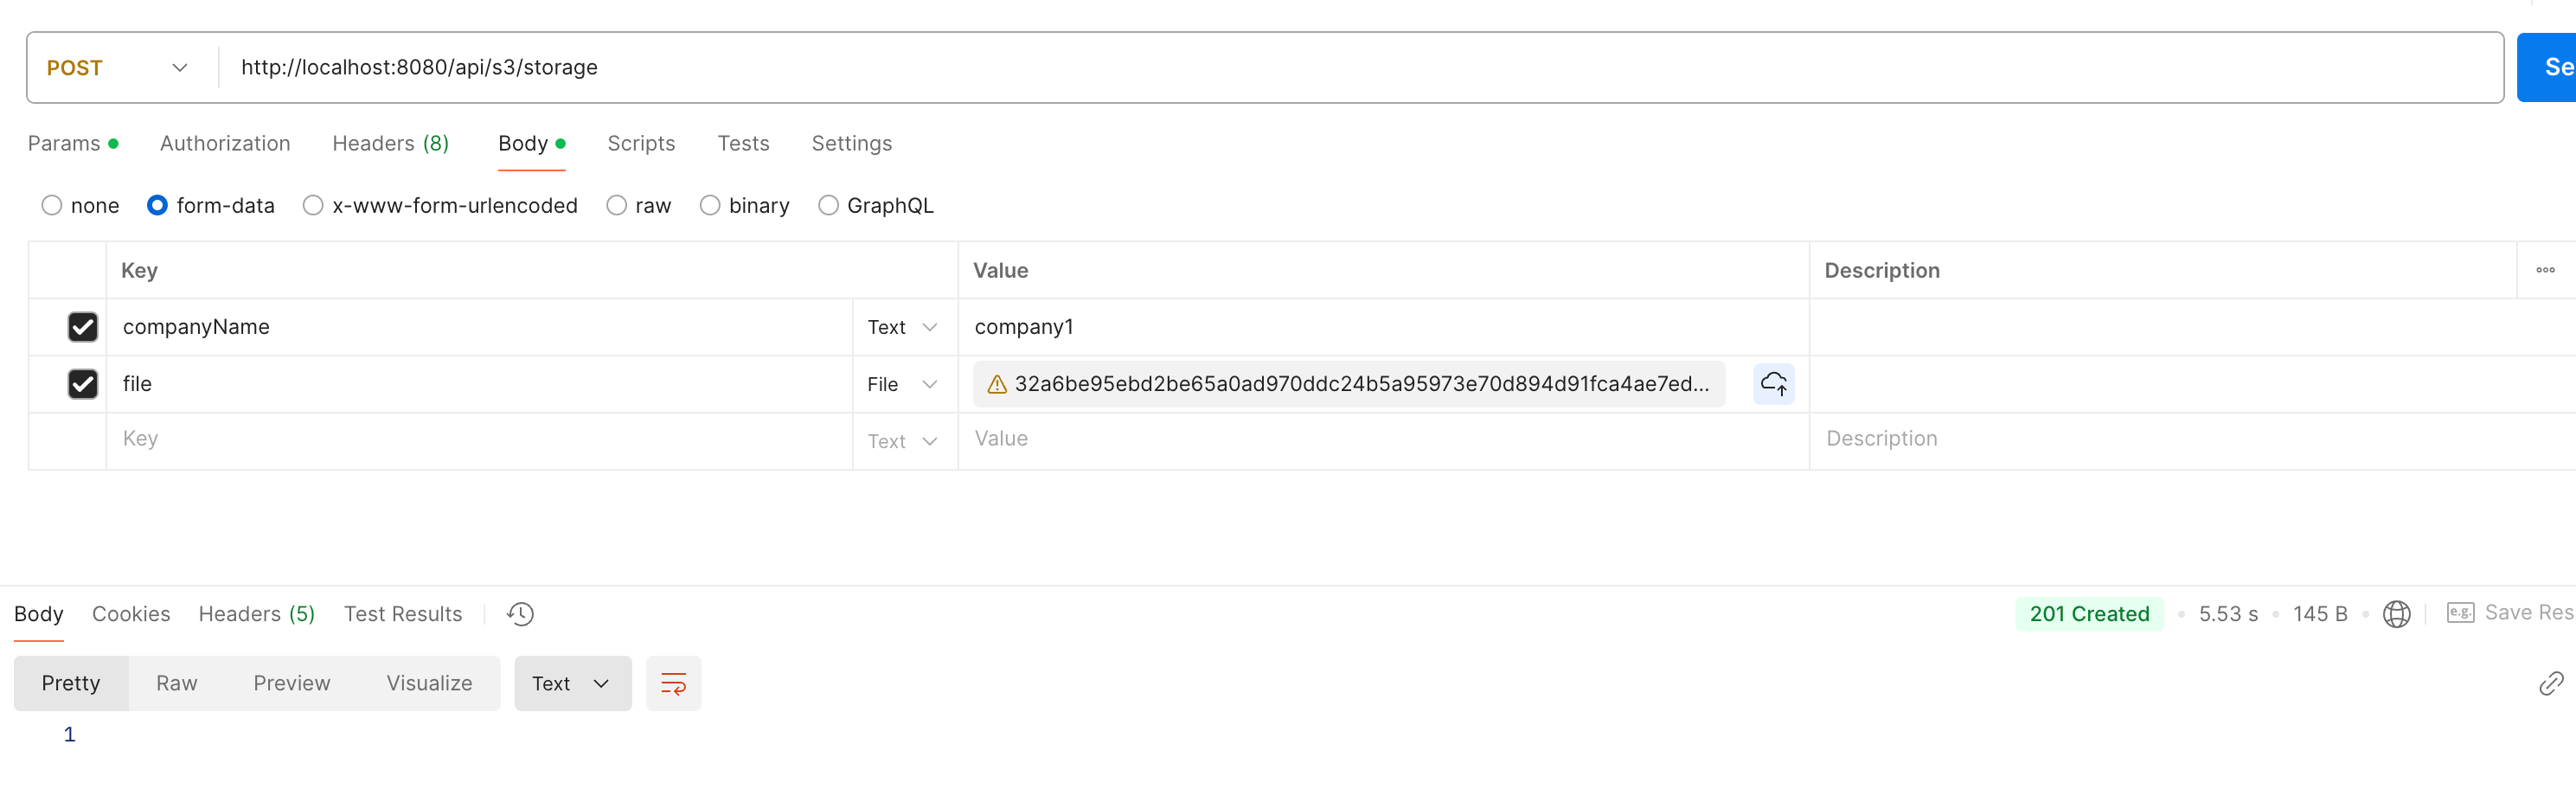 POST http://localhost:8080/api/s3/storage Se
Params Authorization Headers (8) Body Scripts Tests Settings
none form-data x-www-form-urlencoded raw binary GraphQL
Key Value Description
companyName Text company1
file File 32a6be95ebd2be65a0ad970ddc24b5a95973e70d894d91fca4ae7ed...
Key Text Value Description
Body Cookies Headers (5) Test Results 201 Created • 5.53 s • 145 B • e.g. Save Res
Pretty Raw Preview Visualize Text
1